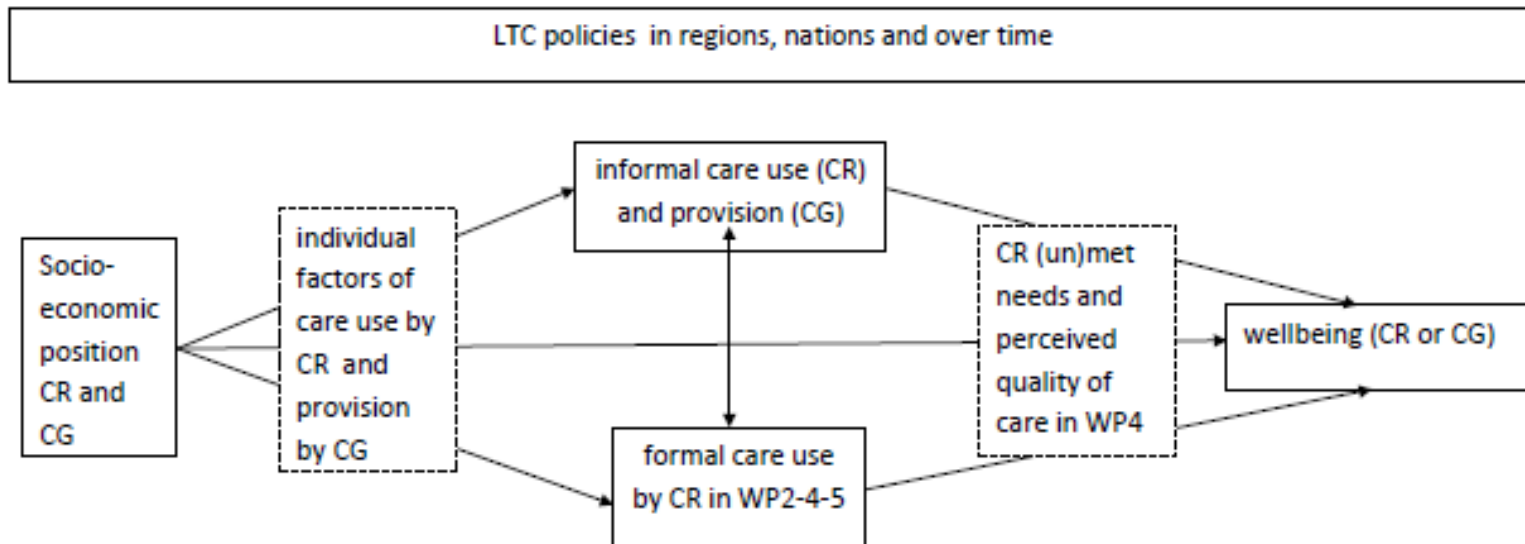 LTC policies in regions, nations and over time
informal care use (CR)
and provision (CG)
individual
factors of
care use by
CR and
provision
by CG
Socio-
economic
position
CR and
CG
CR (un)met
needs and
perceived
quality of
care in WP4
wellbeing (CR or CG)
formal care use
by CR in WP2-4-5